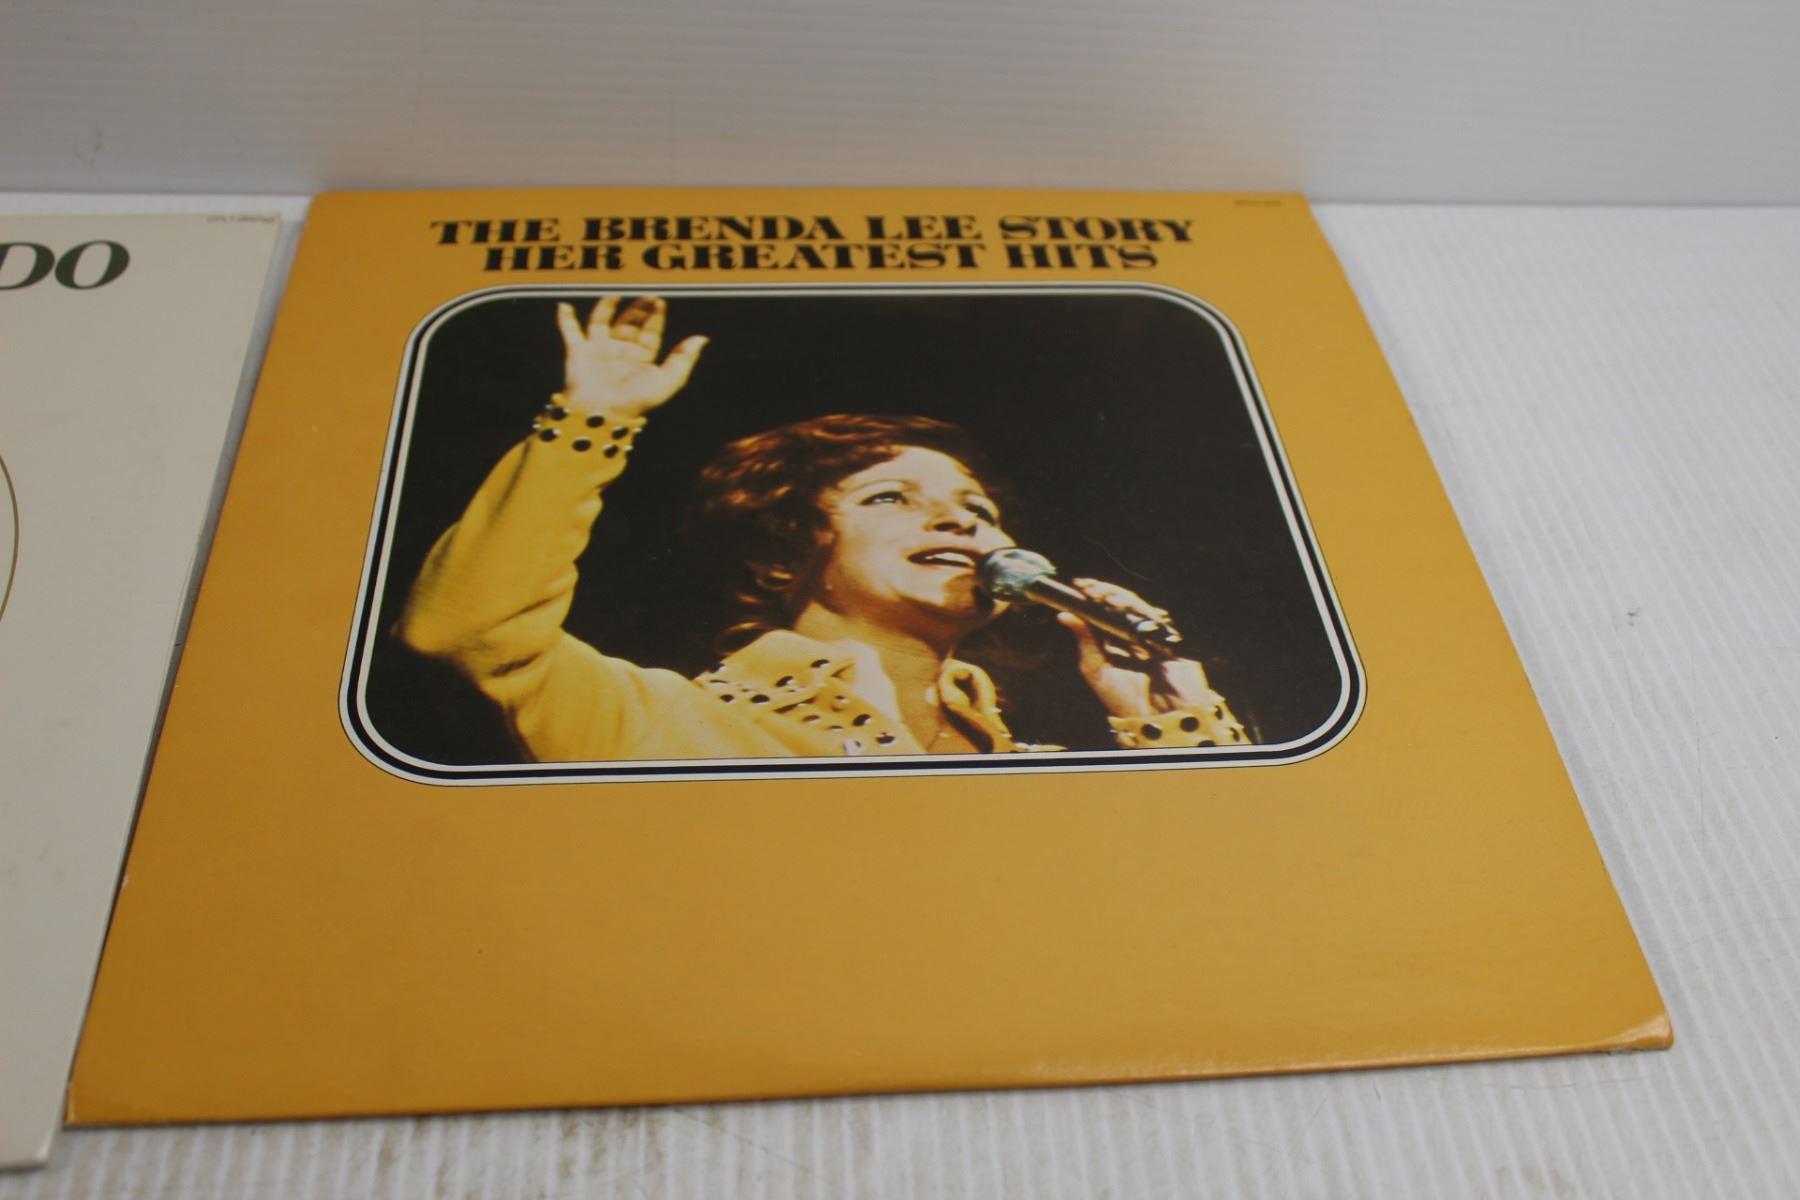 DO
THE BRENDA LEE STORY
HER GREATEST HITS